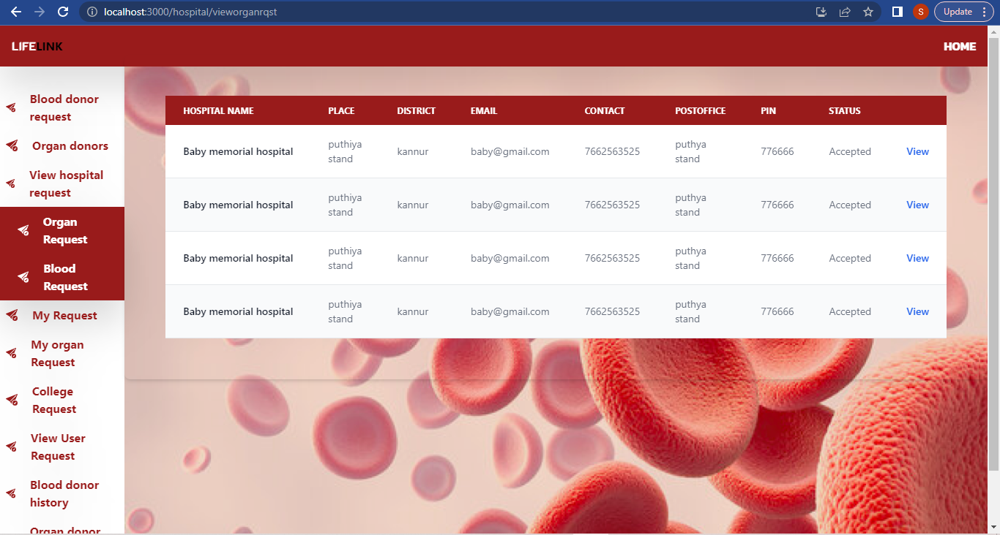 localhost:3000/hospital/vieworganrqst
S
Update
LIFELINK
HOME
Blood donor
request
Organ donors
View hospital
request
Organ
Request
Blood
Request
My Request
My organ
Request
College
Request
View User
Request
Blood donor
history
Organ donor
HOSPITAL NAME PLACE DISTRICT EMAIL CONTACT POSTOFFICE PIN STATUS
Baby memorial hospital puthiya stand kannur baby@gmail.com 7662563525 puthya stand 776666 Accepted View
Baby memorial hospital puthiya stand kannur baby@gmail.com 7662563525 puthya stand 776666 Accepted View
Baby memorial hospital puthiya stand kannur baby@gmail.com 7662563525 puthya stand 776666 Accepted View
Baby memorial hospital puthiya stand kannur baby@gmail.com 7662563525 puthya stand 776666 Accepted View